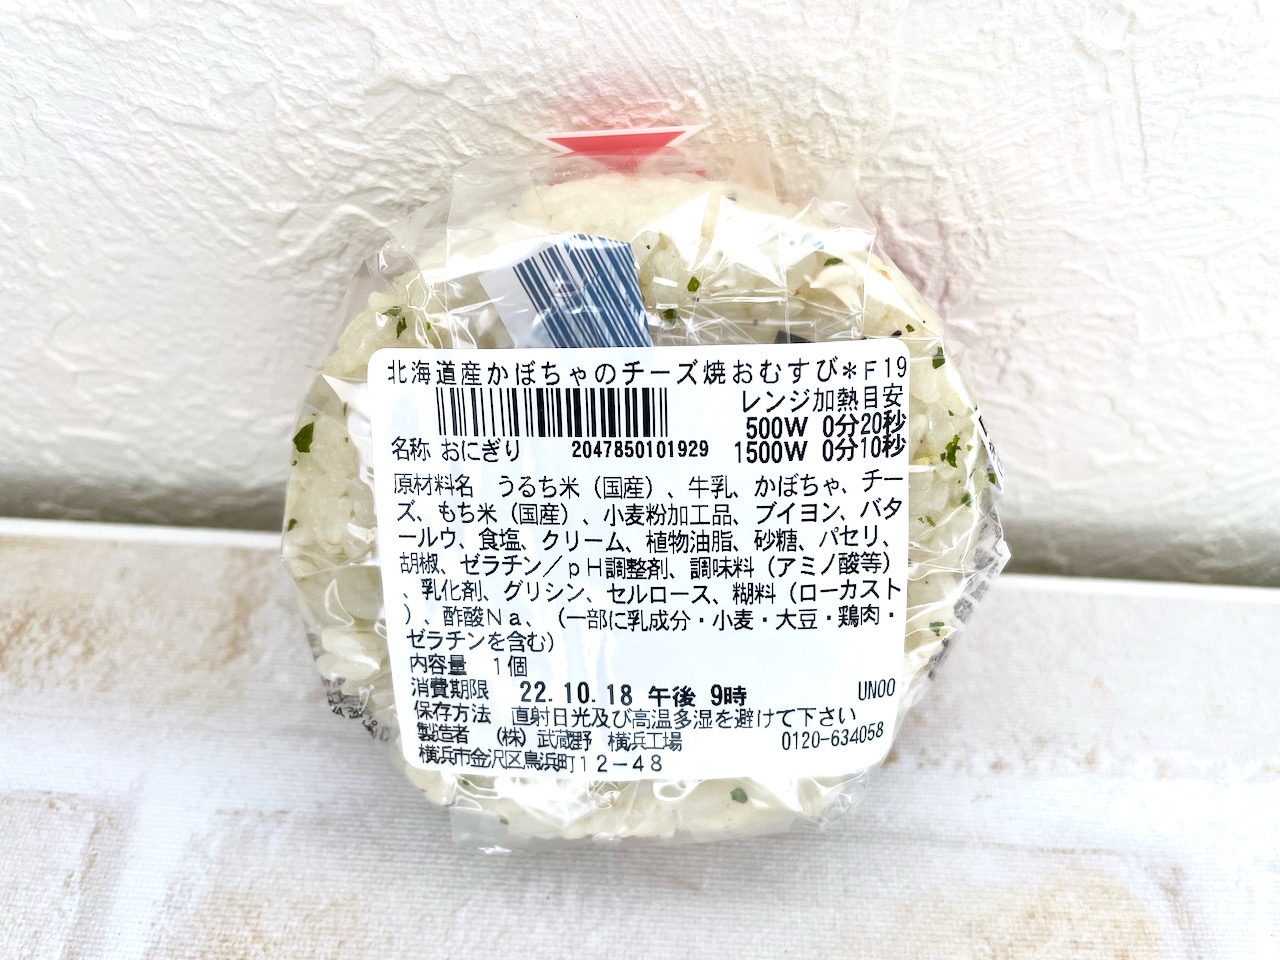 北海道産かぼちゃのチーズ焼おむすび＊F19
レンジ加熱目安
500W 0分20秒
名称 おにぎり 2047850101929 1500W 0分10秒
原材料名 うるち米（国産）、牛乳、かぼちゃ、チー
ズ、もち米（国産）、小麦粉加工品、ブイヨン、バタ
ールウ、食塩、クリーム、植物油脂、砂糖、パセリ、
胡椒、ゼラチン／ｐＨ調整剤、調味料（アミノ酸等）
、乳化剤、グリシン、セルロース、糊料（ローカスト
）、酢酸Ｎａ、（一部に乳成分・小麦・大豆・鶏肉・
ゼラチンを含む）
内容量 １個
消費期限 22.10.18 午後 9時 UN00
保存方法 直射日光及び高温多湿を避けて下さい
製造者 （株）武蔵野 横浜工場 0120-634058
横浜市金沢区鳥浜町１２－４８